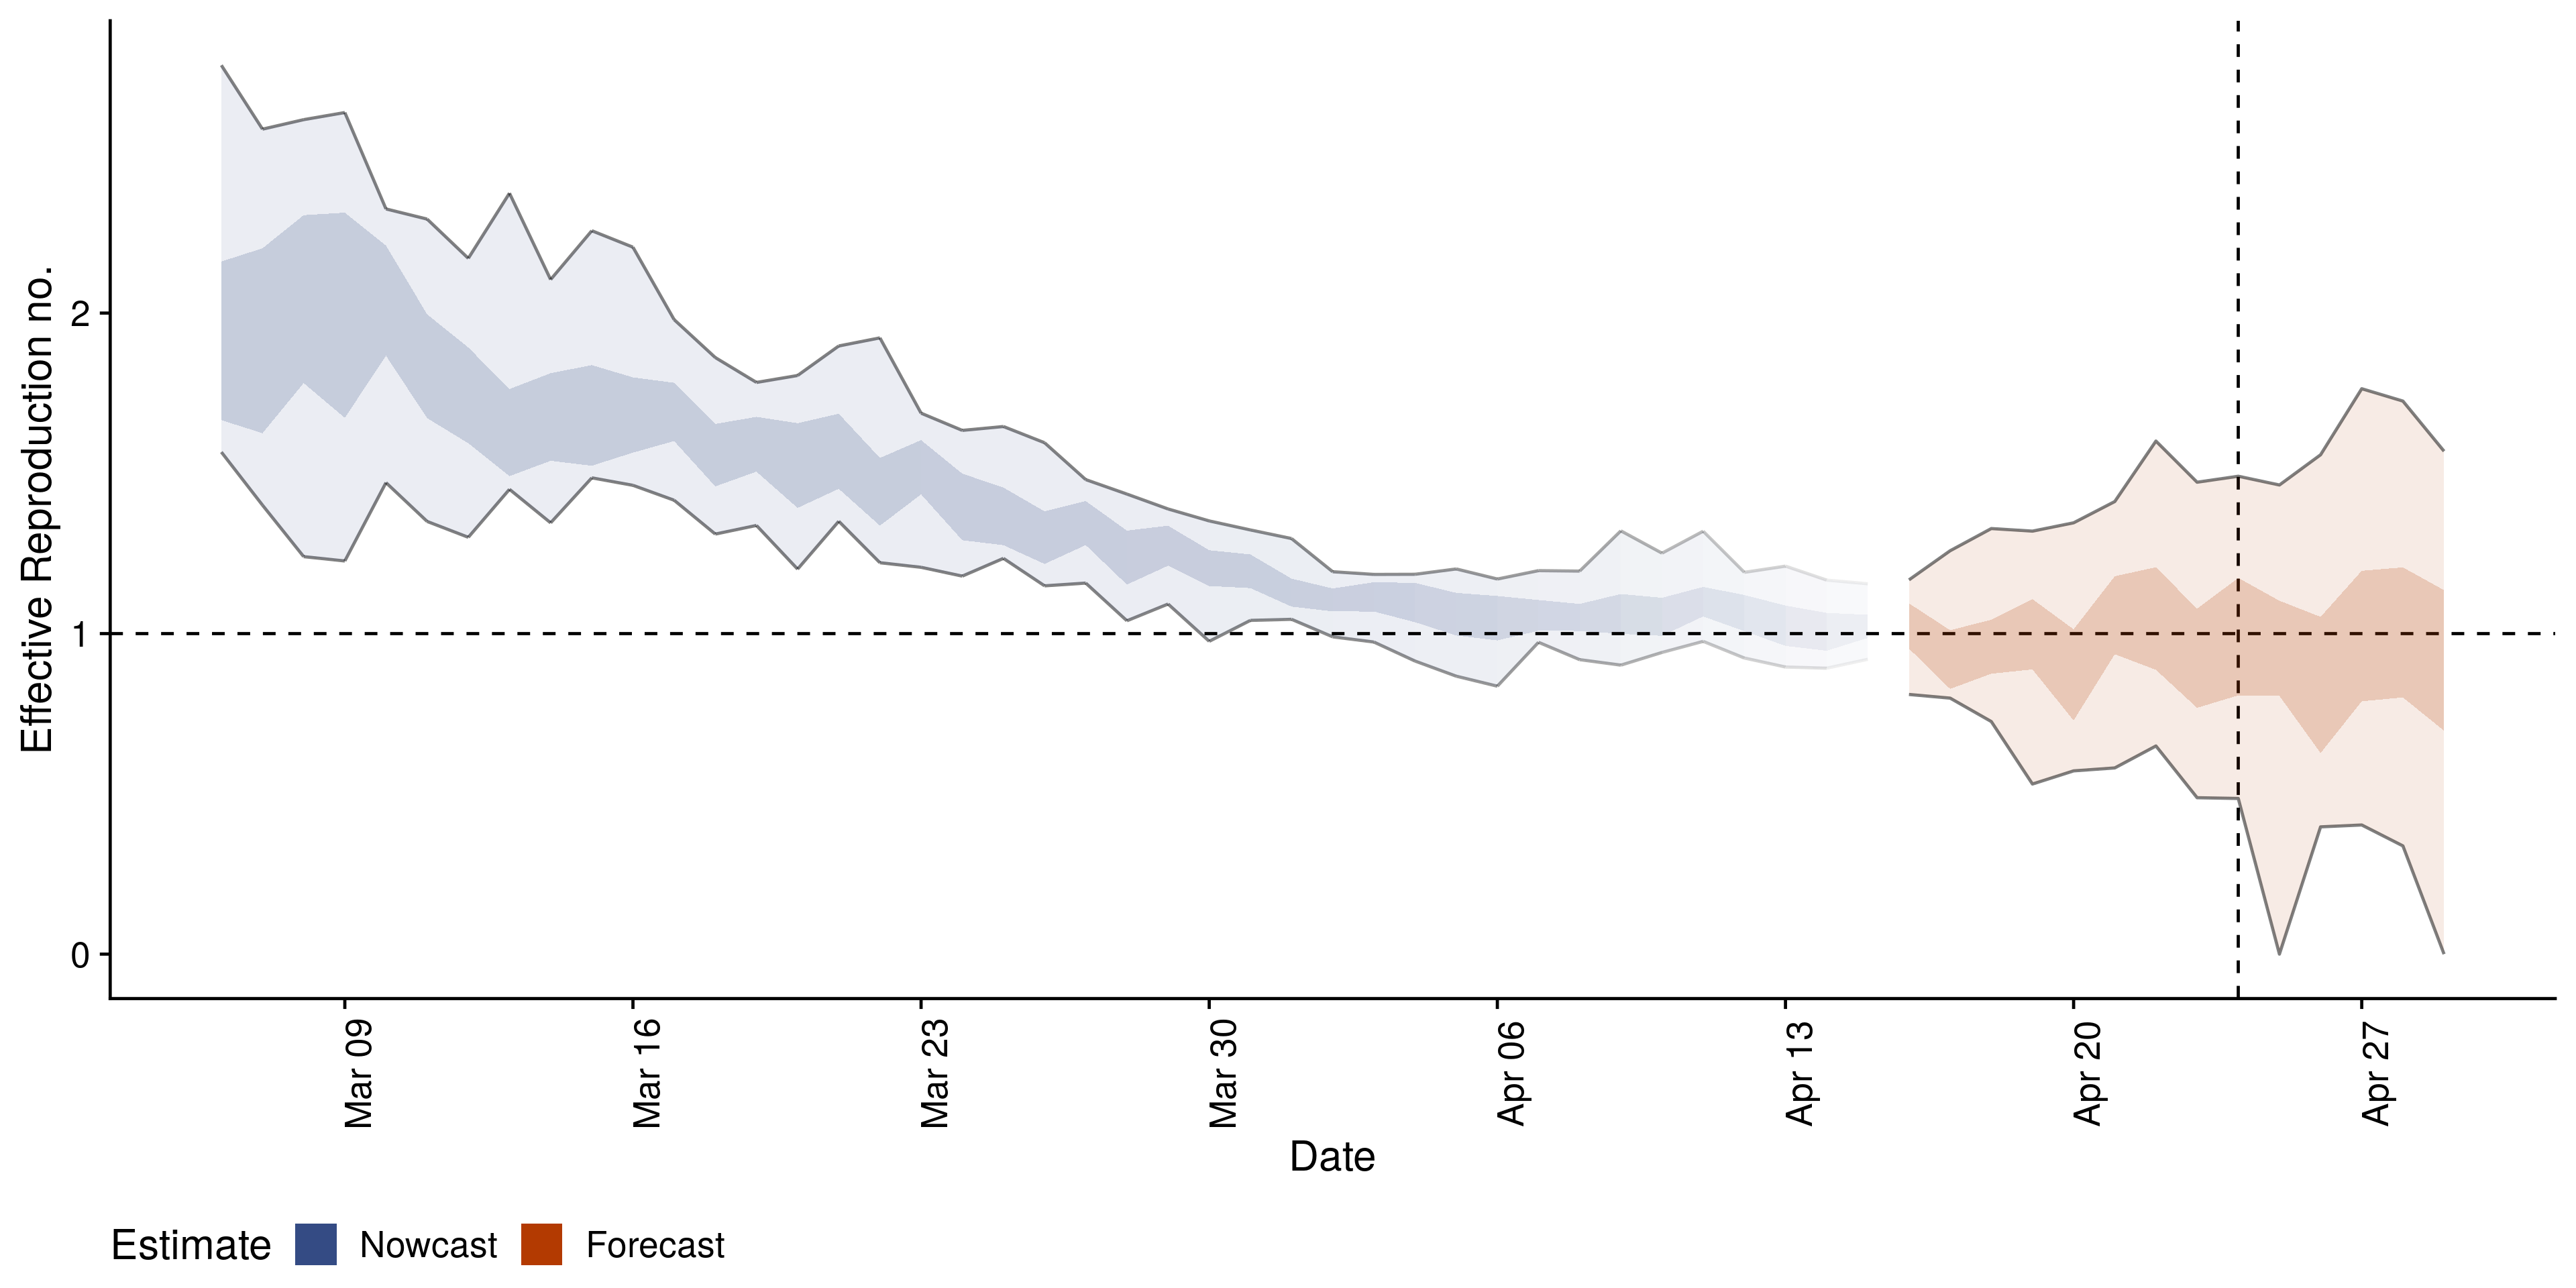 Effective Reproduction no.
2
1
0
Mar 09
Mar 16
Mar 23
Mar 30
Apr 06
Apr 13
Apr 20
Apr 27
Date
Estimate Nowcast Forecast